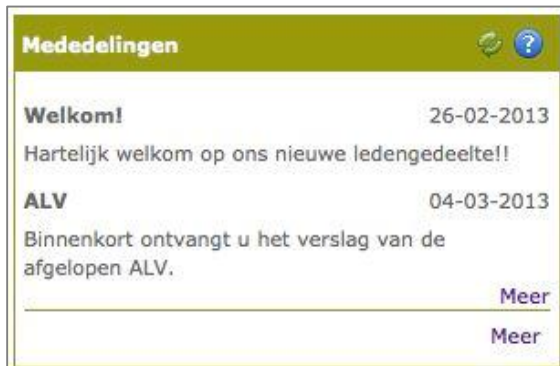 Mededelingen ?
Welkom! 26-02-2013
Hartelijk welkom op ons nieuwe ledengedeelte!!
ALV 04-03-2013
Binnenkort ontvangt u het verslag van de
afgelopen ALV.
Meer
Meer